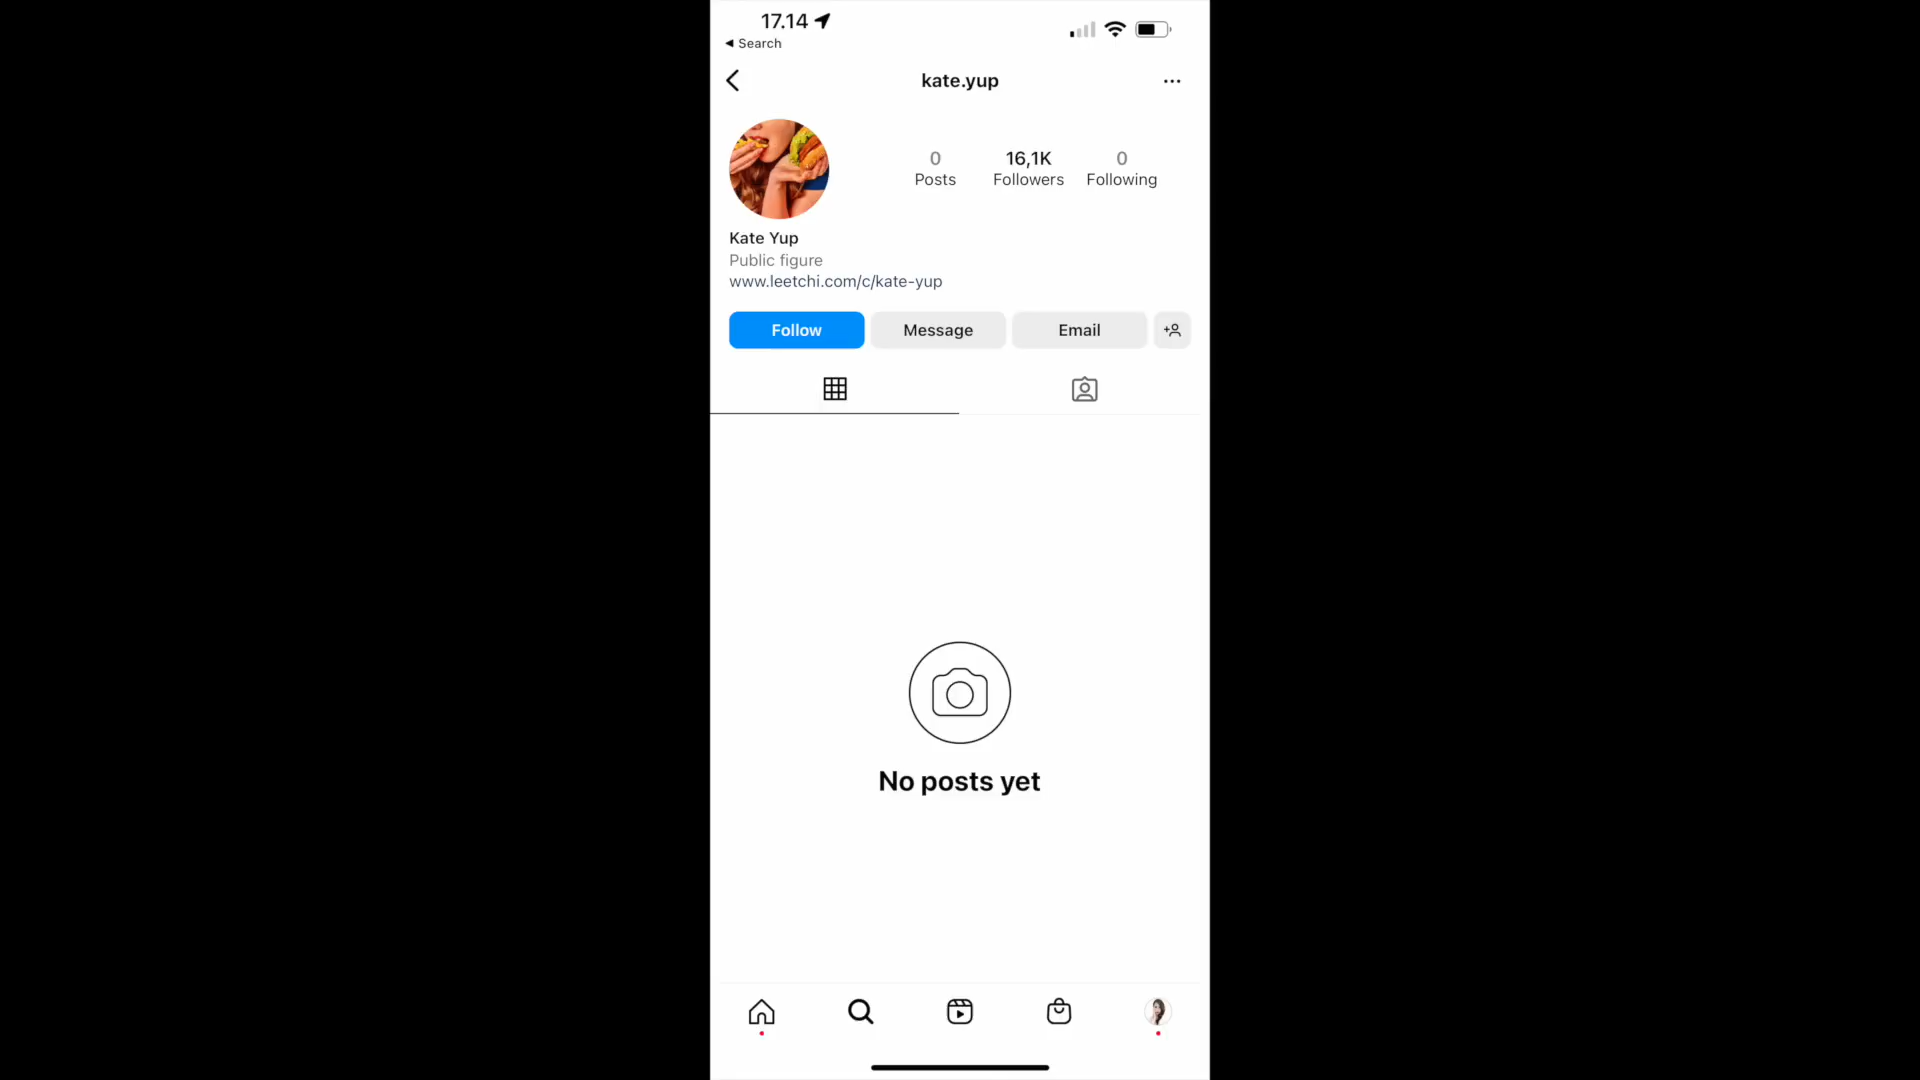 17.14
◀ Search
kate.yup
0 16,1K 0
Posts Followers Following
Kate Yup
Public figure
www.leetchi.com/c/kate-yup
Follow Message Email
No posts yet